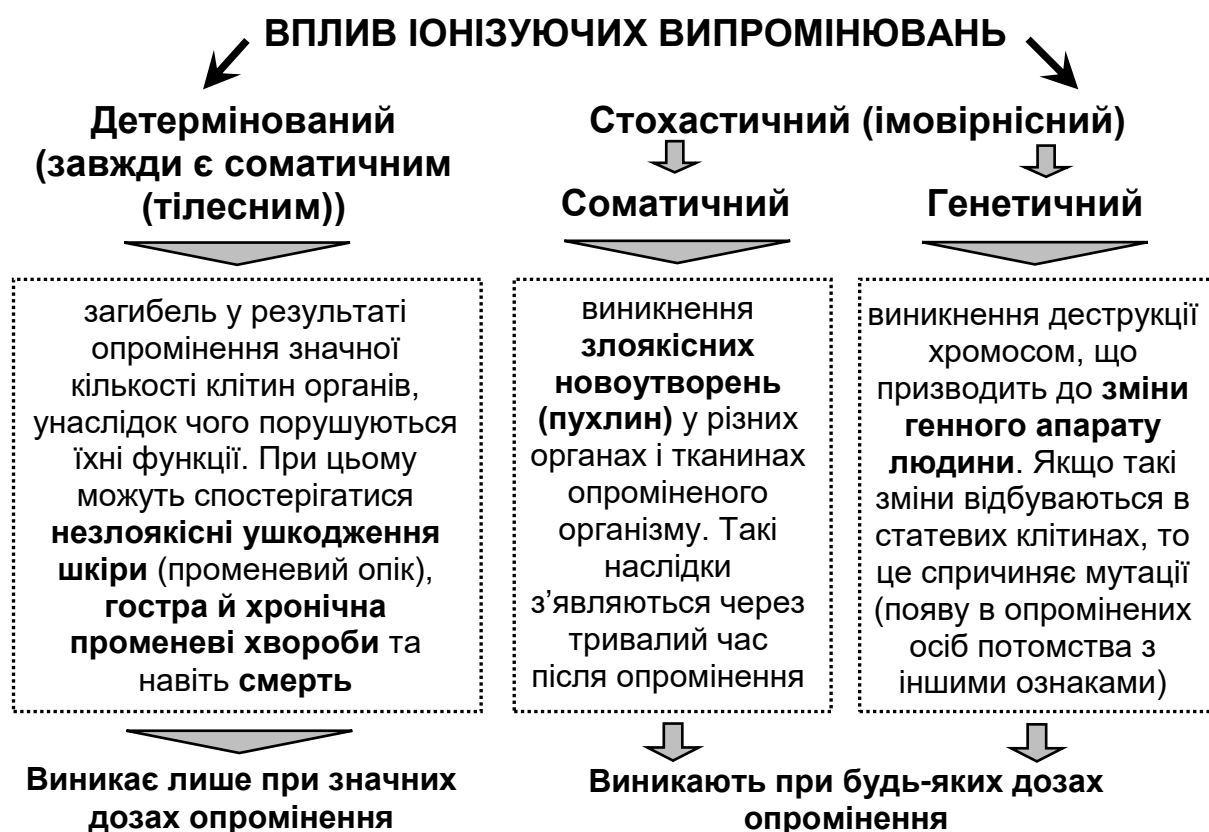 ВПЛИВ ІОНІЗУЮЧИХ ВИПРОМІНЮВАНЬ
Детермінований
(завжди є соматичним
(тілесним))
загибель у результаті
опромінення значної
кількості клітин органів,
унаслідок чого порушуються
їхні функції. При цьому
можуть спостерігатися
незлоякісні ушкодження
шкіри (променевий опік),
гостра й хронічна
променеві хвороби та
навіть смерть
Виникає лише при значних
дозах опромінення
Стохастичний (імовірнісний)
Соматичний
виникнення
злоякісних
новоутворень
(пухлин) у різних
органах і тканинах
опроміненого
організму. Такі
наслідки
з’являються через
тривалий час
після опромінення
Генетичний
виникнення деструкції
хромосом, що
призводить до зміни
генного апарату
людини. Якщо такі
зміни відбуваються в
статевих клітинах, то
це спричиняє мутації
(появу в опромінених
осіб потомства з
іншими ознаками)
Виникають при будь-яких дозах
опромінення